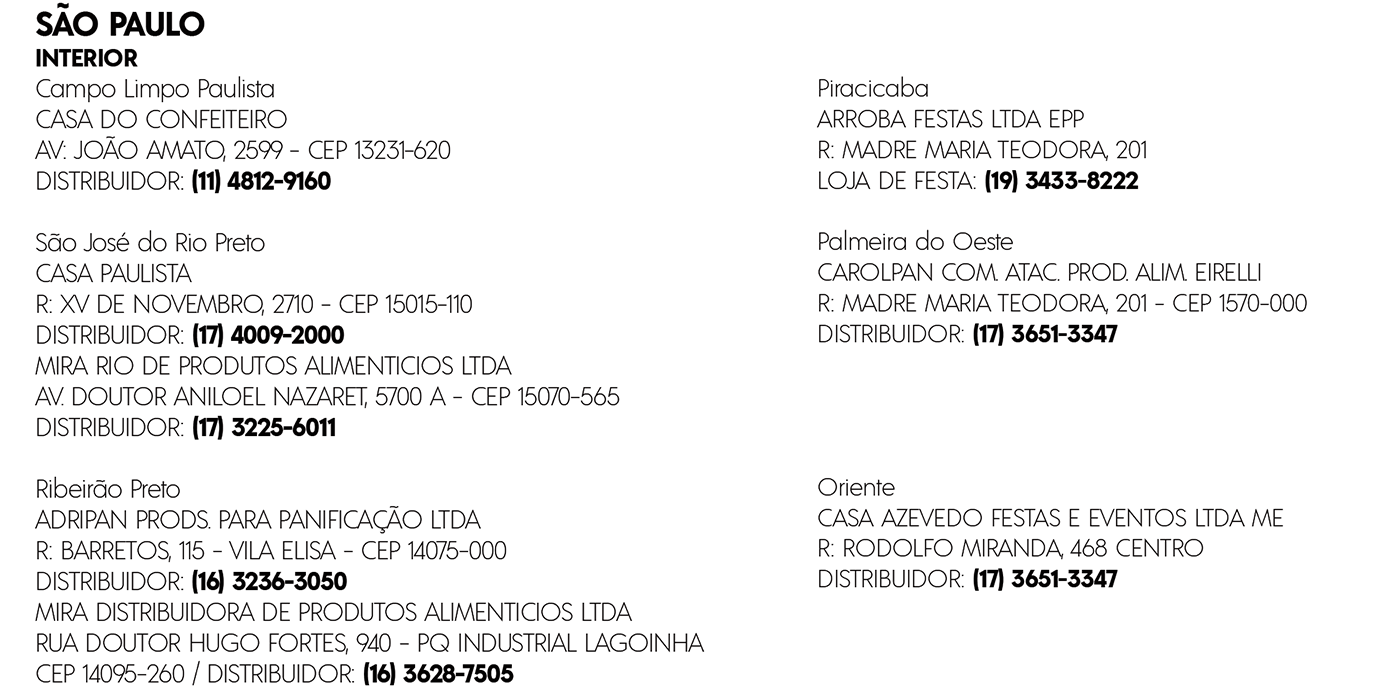 SÃO PAULO
INTERIOR
Campo Limpo Paulista
CASA DO CONFEITEIRO
AV: JOÃO AMATO, 2599 - CEP 13231-620
DISTRIBUIDOR: (11) 4812-9160
São José do Rio Preto
CASA PAULISTA
R: XV DE NOVEMBRO, 2710 - CEP 15015-110
DISTRIBUIDOR: (17) 4009-2000
MIRA RIO DE PRODUTOS ALIMENTICIOS LTDA
AV. DOUTOR ANILOEL NAZARET, 5700 A - CEP 15070-565
DISTRIBUIDOR: (17) 3225-6011
Ribeirão Preto
ADRIPAN PRODS. PARA PANIFICAÇÃO LTDA
R: BARRETOS, 115 - VILA ELISA - CEP 14075-000
DISTRIBUIDOR: (16) 3236-3050
MIRA DISTRIBUIDORA DE PRODUTOS ALIMENTICIOS LTDA
RUA DOUTOR HUGO FORTES, 940 - PQ INDUSTRIAL LAGOINHA
CEP 14095-260 / DISTRIBUIDOR: (16) 3628-7505
Piracicaba
ARROBA FESTAS LTDA EPP
R: MADRE MARIA TEODORA, 201
LOJA DE FESTA: (19) 3433-8222
Palmeira do Oeste
CAROLPAN COM. ATAC. PROD. ALIM. EIRELLI
R: MADRE MARIA TEODORA, 201 - CEP 1570-000
DISTRIBUIDOR: (17) 3651-3347
Oriente
CASA AZEVEDO FESTAS E EVENTOS LTDA ME
R: RODOLFO MIRANDA, 468 CENTRO
DISTRIBUIDOR: (17) 3651-3347